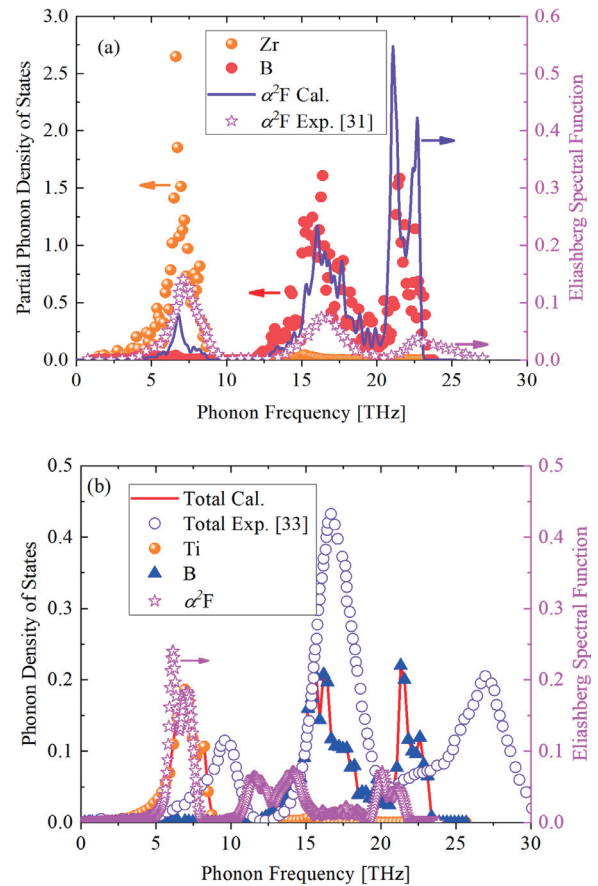 (a)
Zr
B
α²F Cal.
α²F Exp. [31]
3.0
2.5
2.0
1.5
1.0
0.5
0.0
Partial Phonon Density of States
0.6
0.5
0.4
0.3
0.2
0.1
0.0
Eliashberg Spectral Function
0 5 10 15 20 25 30
Phonon Frequency [THz]
(b)
Total Cal.
Total Exp. [33]
Ti
B
α²F
0.5
0.4
0.3
0.2
0.1
0.0
Phonon Density of States
0.5
0.4
0.3
0.2
0.1
0.0
Eliashberg Spectral Function
0 5 10 15 20 25 30
Phonon Frequency [THz]